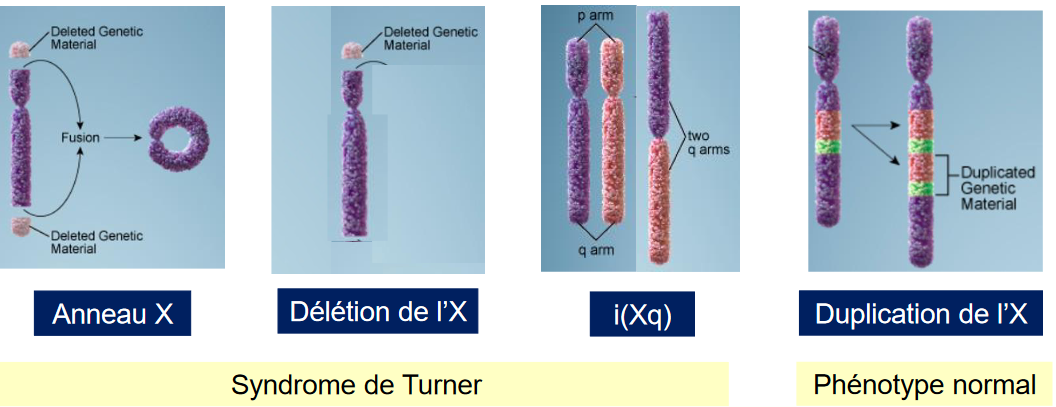 Deleted Genetic
Material
Fusion
Deleted Genetic
Material
Anneau X
Deleted Genetic
Material
Délétion de l’X
p arm
two
q arms
q arm
i(Xq)
Duplicated
Genetic
Material
Duplication de l’X
Syndrome de Turner
Phénotype normal